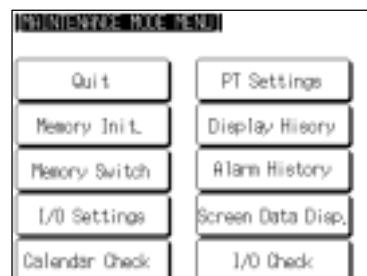 [MAINTENANCE MODE MENU]
Quit
PT Settings
Memory Init.
Display Hisory
Memory Switch
Alarm History
I/O Settings
Screen Data Disp.
Calendar Check
I/O Check